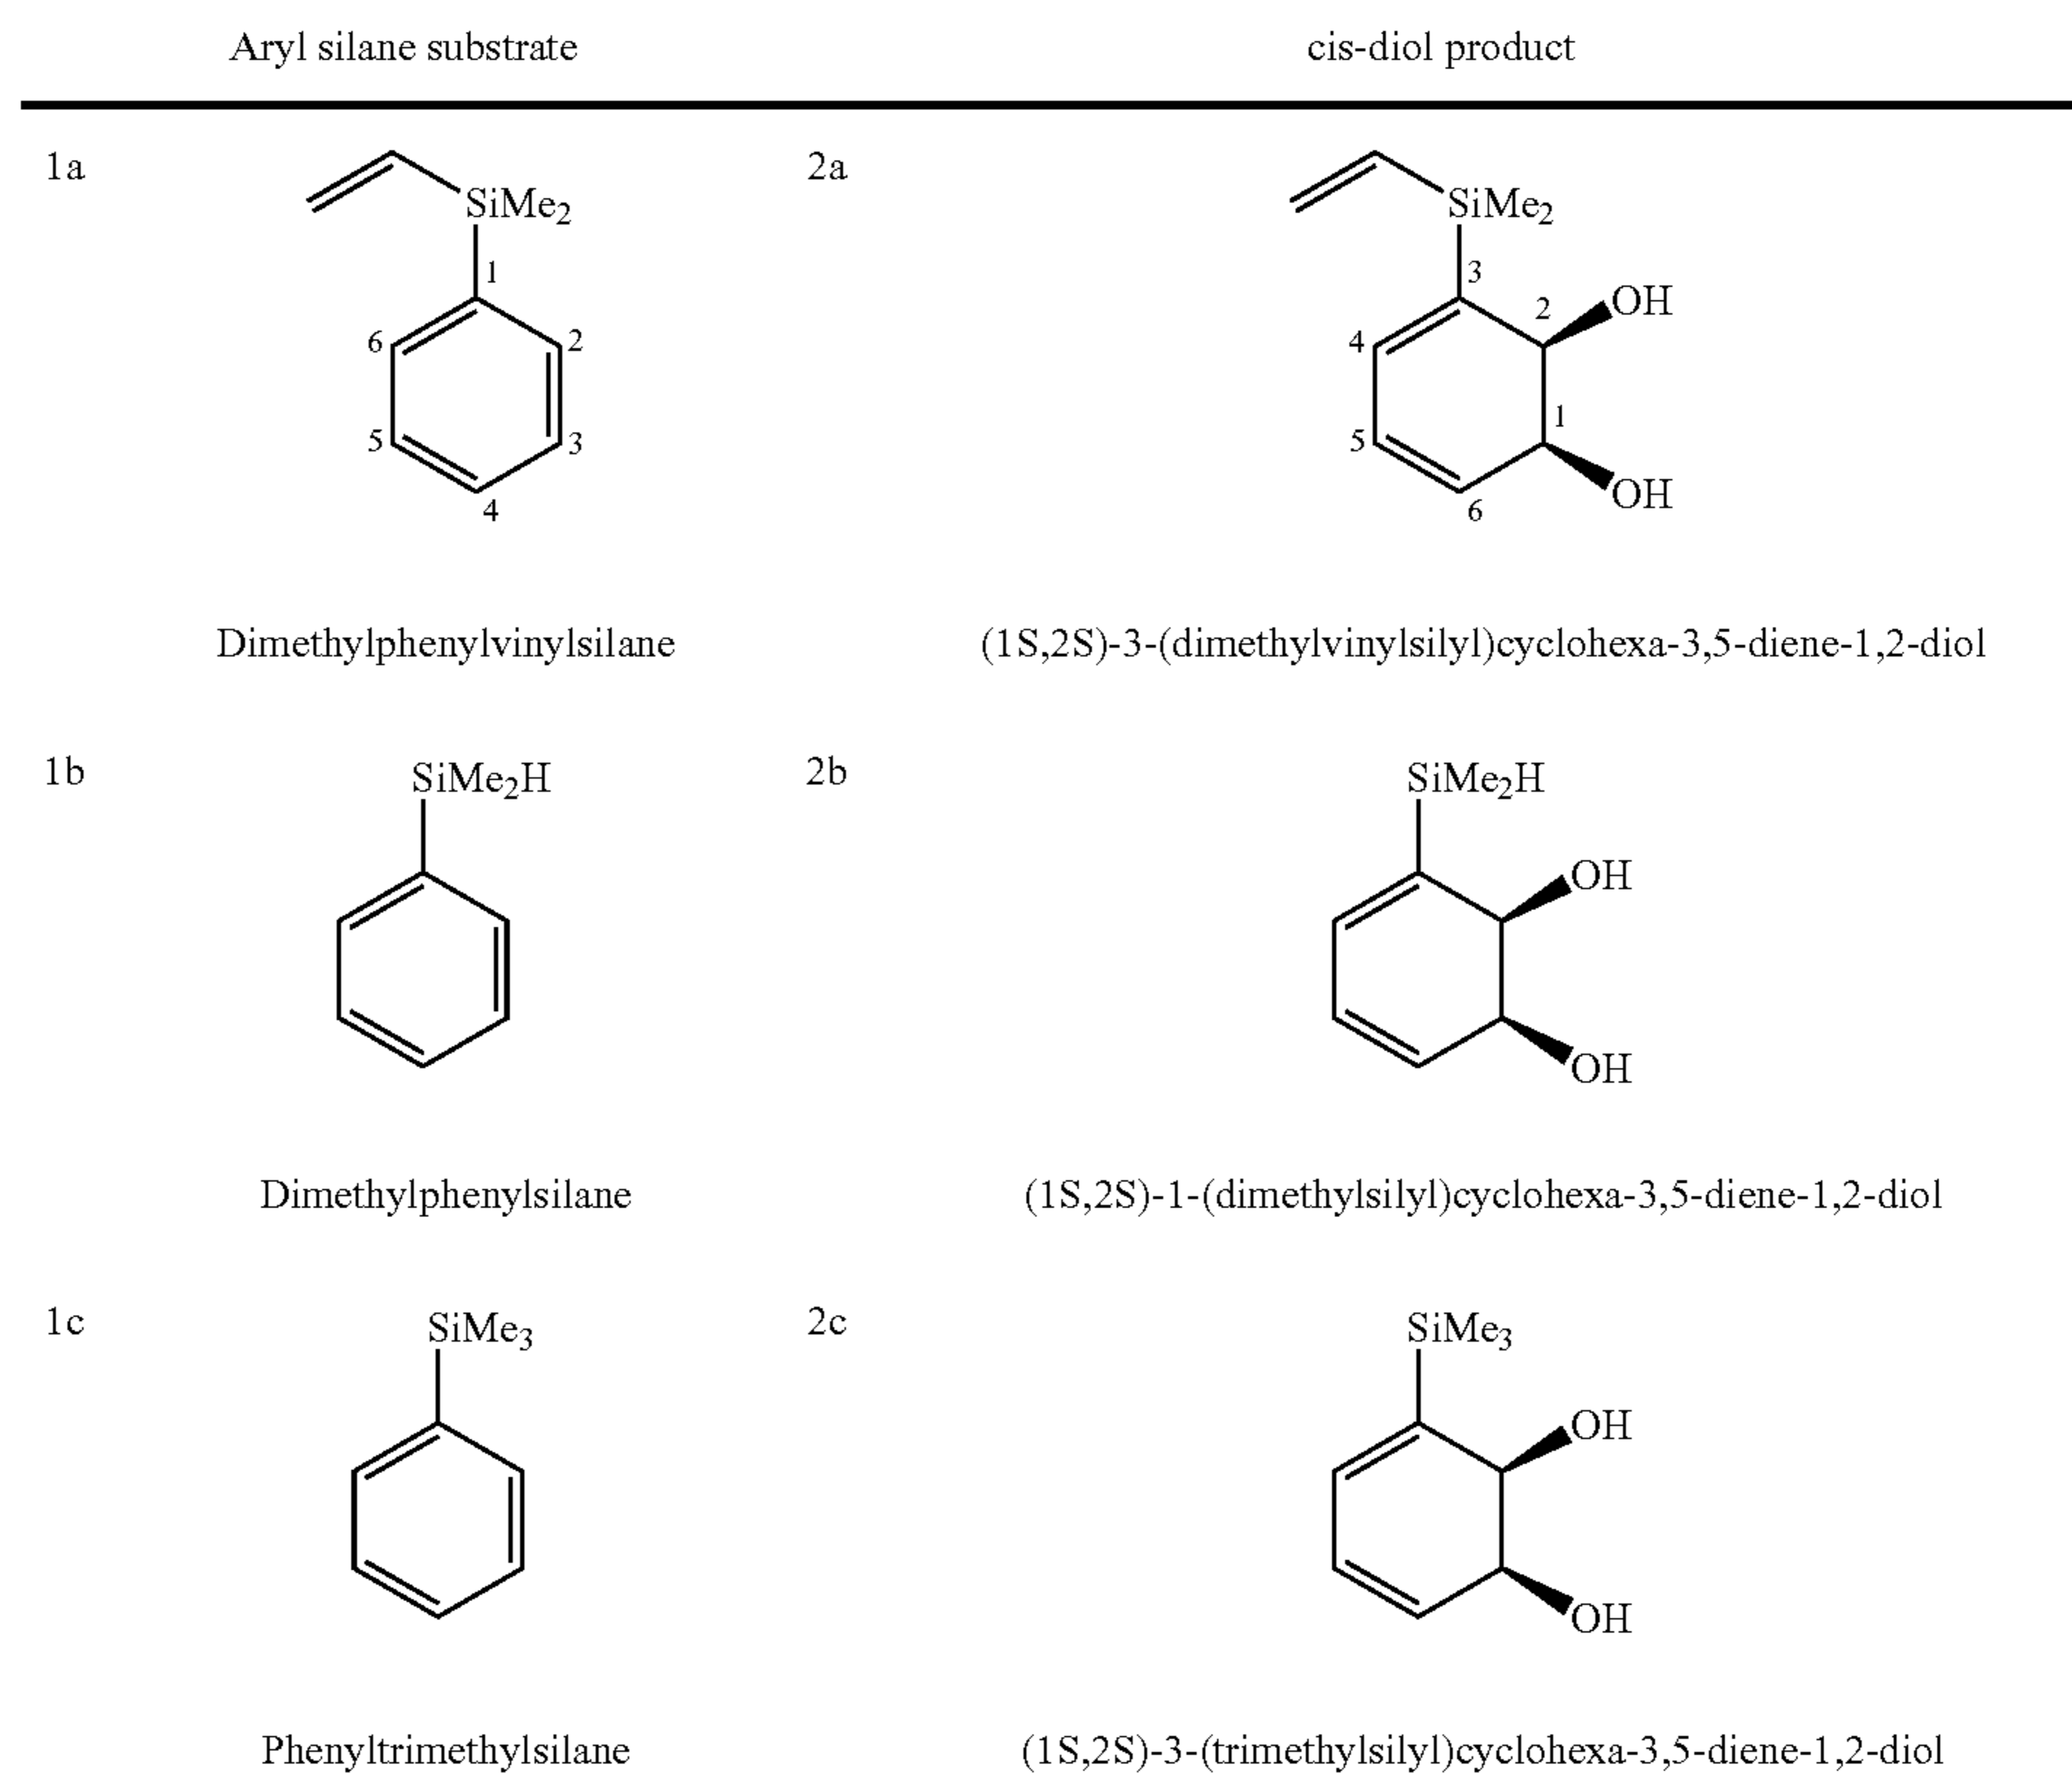 Aryl silane substrate cis-diol product
1a 2a
SiMe2 SiMe2
1 3
2 OH
6 2 4
1
5 3 5
OH
4 6
Dimethylphenylvinylsilane (1S,2S)-3-(dimethylvinylsilyl)cyclohexa-3,5-diene-1,2-diol
1b SiMe2H 2b SiMe2H
OH
OH
Dimethylphenylsilane (1S,2S)-1-(dimethylsilyl)cyclohexa-3,5-diene-1,2-diol
1c SiMe3 2c SiMe3
OH
OH
Phenyltrimethylsilane (1S,2S)-3-(trimethylsilyl)cyclohexa-3,5-diene-1,2-diol